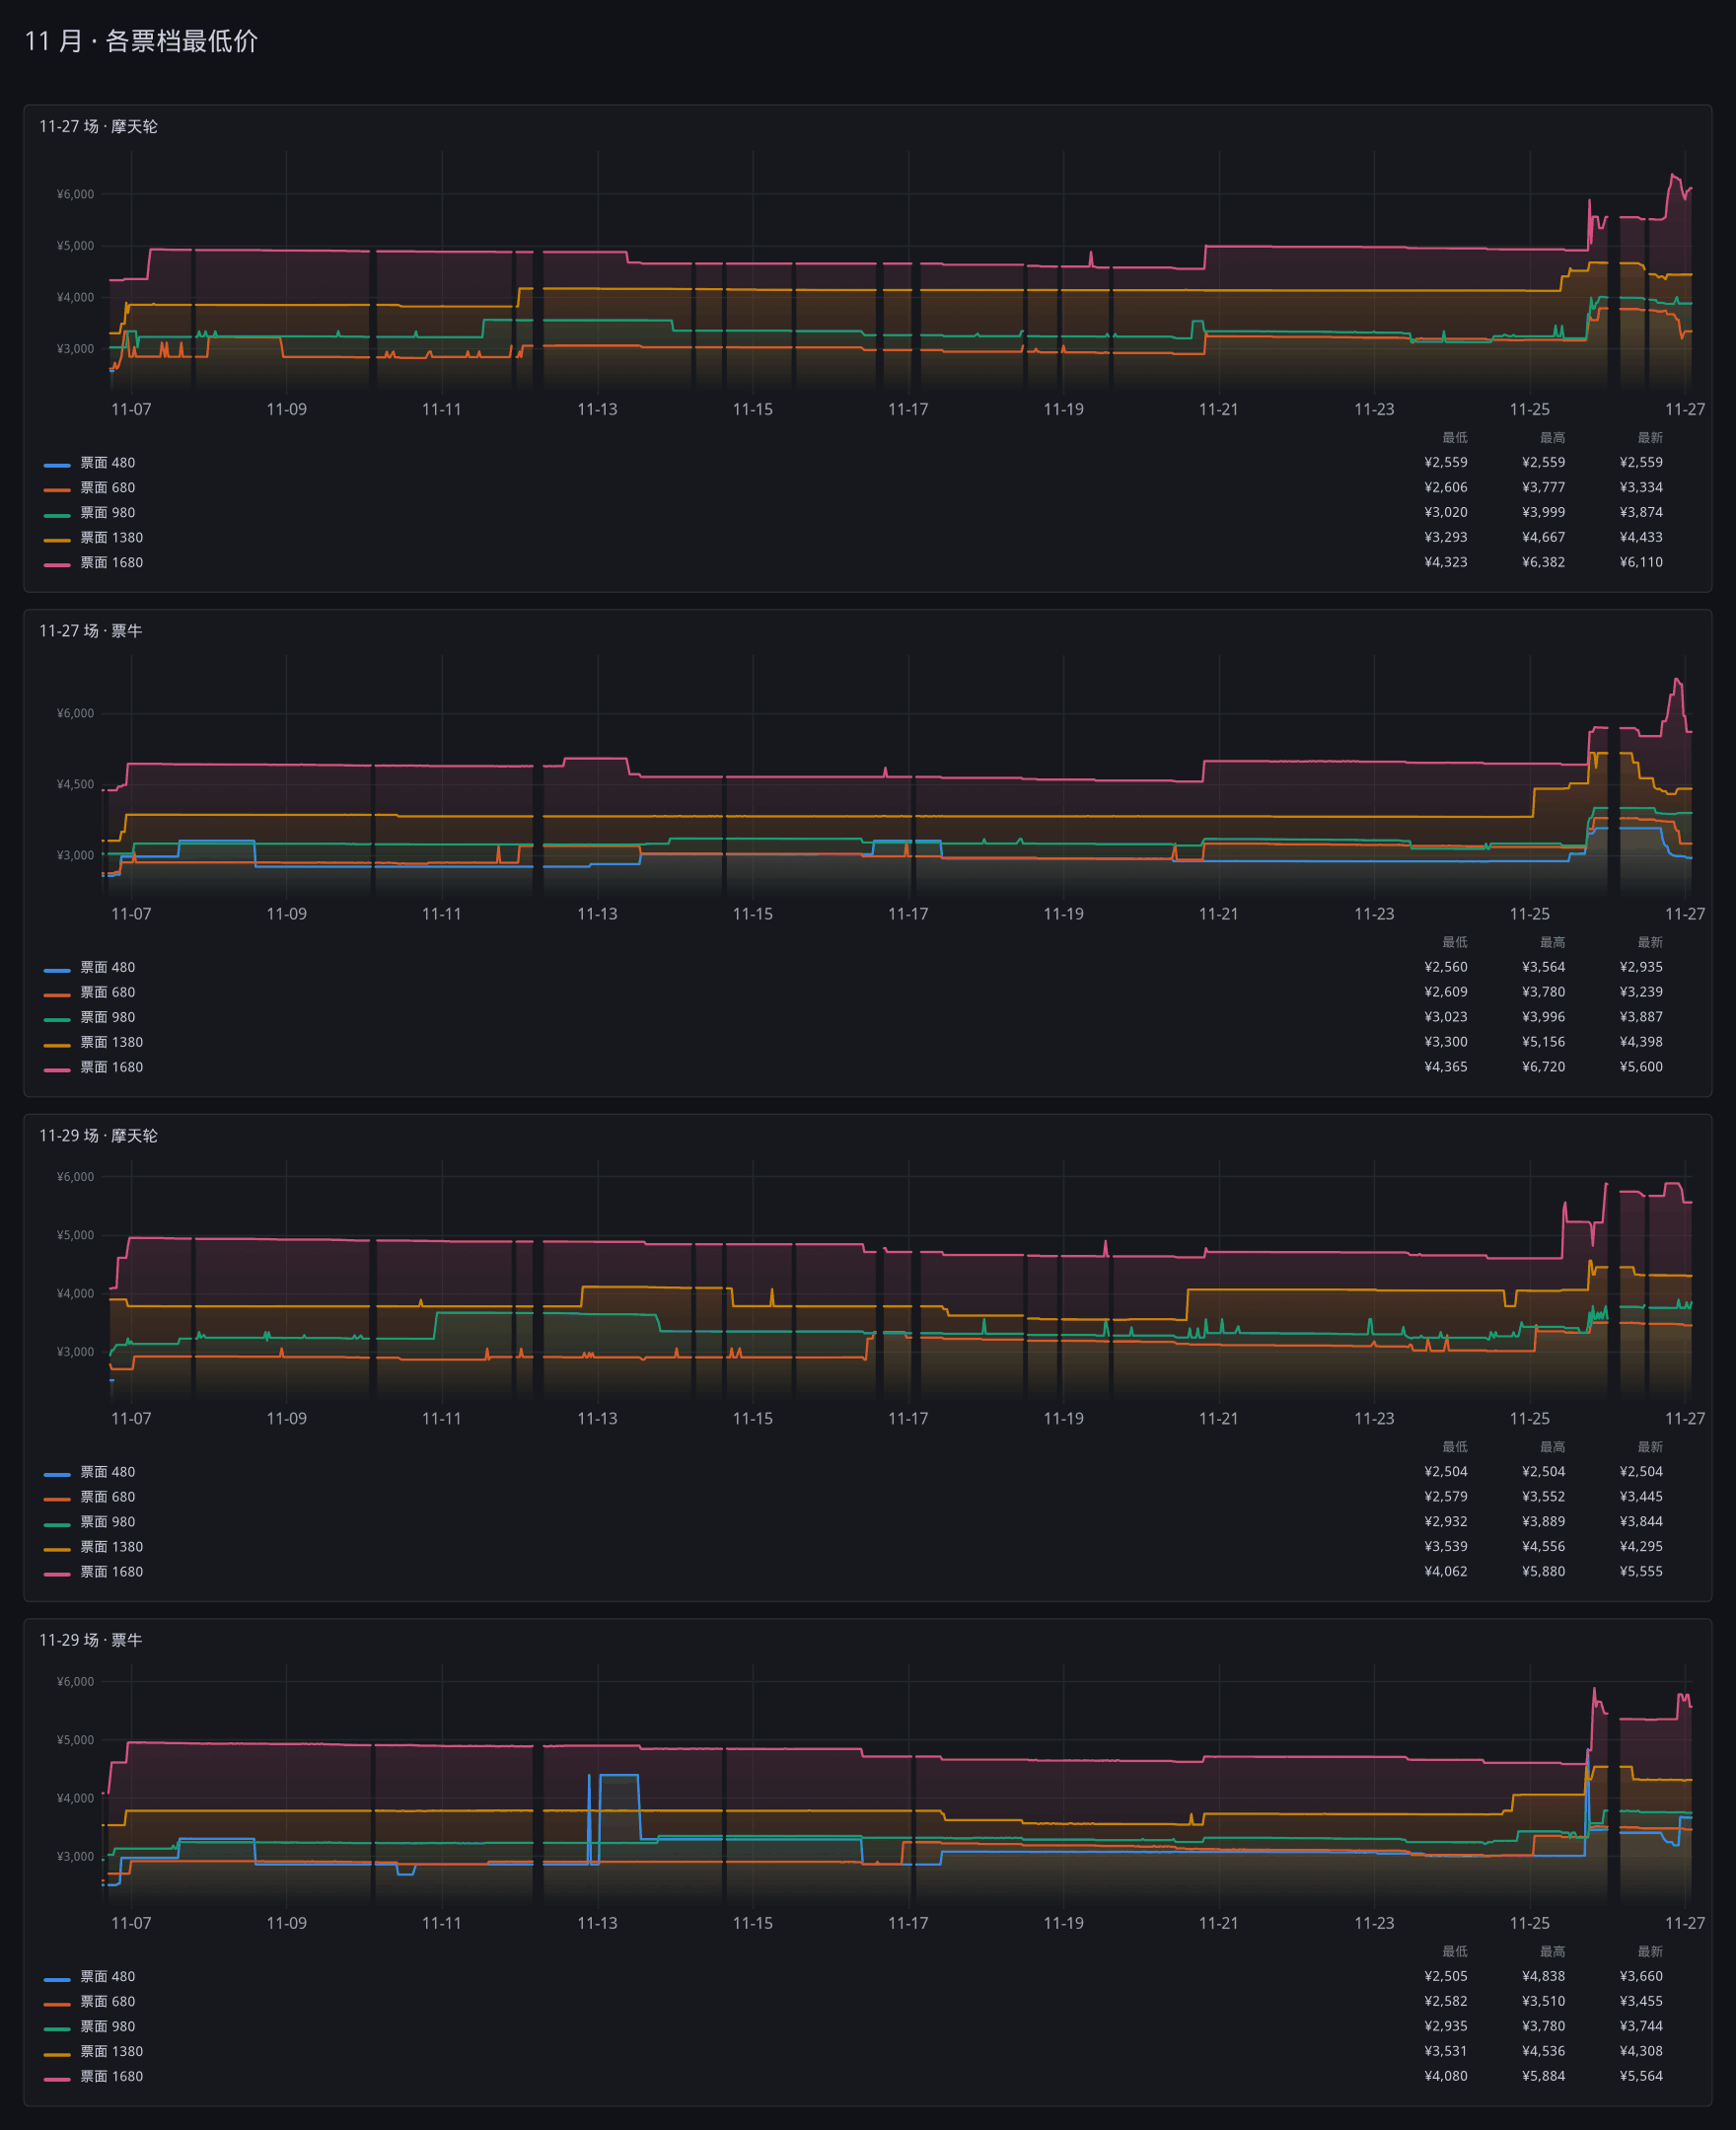 11 月 · 各票档最低价
11-27 场 · 摩天轮
¥6,000
¥5,000
¥4,000
¥3,000
11-07 11-09 11-11 11-13 11-15 11-17 11-19 11-21 11-23 11-25 11-27
最低 最高 最新
票面 480 ¥2,559 ¥2,559 ¥2,559
票面 680 ¥2,606 ¥3,777 ¥3,334
票面 980 ¥3,020 ¥3,999 ¥3,874
票面 1380 ¥3,293 ¥4,667 ¥4,433
票面 1680 ¥4,323 ¥6,382 ¥6,110
11-27 场 · 票牛
¥6,000
¥4,500
¥3,000
11-07 11-09 11-11 11-13 11-15 11-17 11-19 11-21 11-23 11-25 11-27
最低 最高 最新
票面 480 ¥2,560 ¥3,564 ¥2,935
票面 680 ¥2,609 ¥3,780 ¥3,239
票面 980 ¥3,023 ¥3,996 ¥3,887
票面 1380 ¥3,300 ¥5,156 ¥4,398
票面 1680 ¥4,365 ¥6,720 ¥5,600
11-29 场 · 摩天轮
¥6,000
¥5,000
¥4,000
¥3,000
11-07 11-09 11-11 11-13 11-15 11-17 11-19 11-21 11-23 11-25 11-27
最低 最高 最新
票面 480 ¥2,504 ¥2,504 ¥2,504
票面 680 ¥2,579 ¥3,552 ¥3,445
票面 980 ¥2,932 ¥3,889 ¥3,844
票面 1380 ¥3,539 ¥4,556 ¥4,295
票面 1680 ¥4,062 ¥5,880 ¥5,555
11-29 场 · 票牛
¥6,000
¥5,000
¥4,000
¥3,000
11-07 11-09 11-11 11-13 11-15 11-17 11-19 11-21 11-23 11-25 11-27
最低 最高 最新
票面 480 ¥2,505 ¥4,838 ¥3,660
票面 680 ¥2,582 ¥3,510 ¥3,455
票面 980 ¥2,935 ¥3,780 ¥3,744
票面 1380 ¥3,531 ¥4,536 ¥4,308
票面 1680 ¥4,080 ¥5,884 ¥5,564